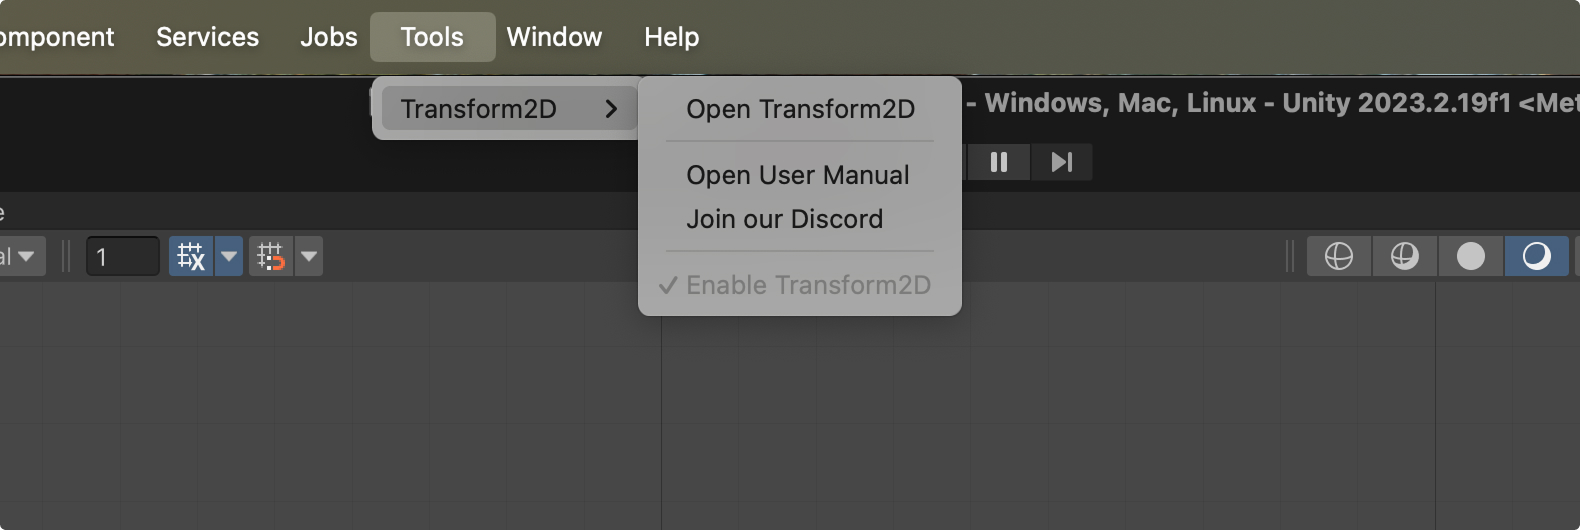 omponent Services Jobs Tools Window Help
Transform2D
Open Transform2D
- Windows, Mac, Linux - Unity 2023.2.19f1 <Met
Open User Manual
Join our Discord
e
al
1
X
Enable Transform2D